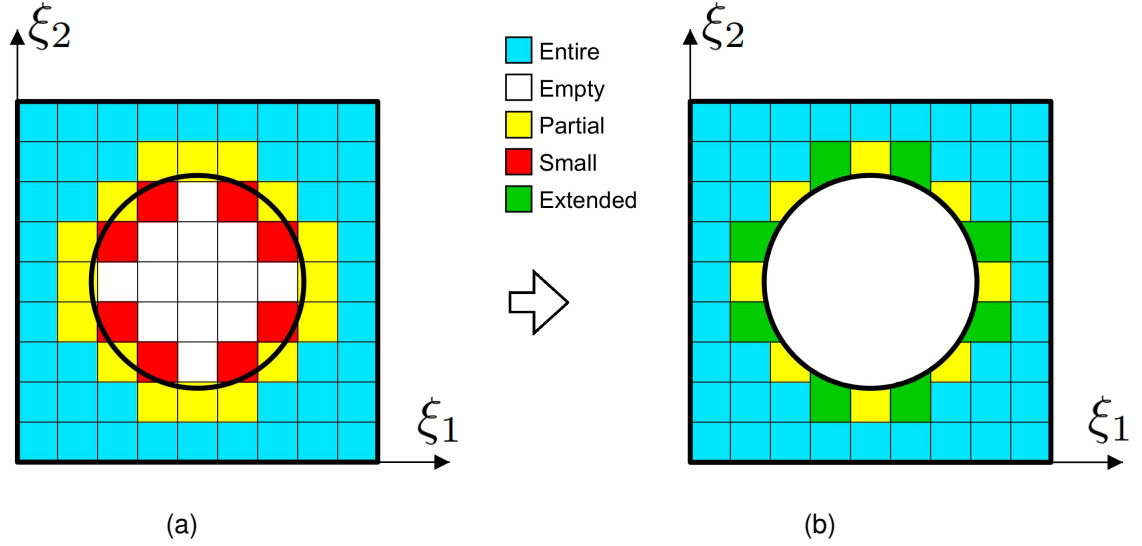 ξ2
ξ1
(a)
Entire
Empty
Partial
Small
Extended
ξ2
ξ1
(b)